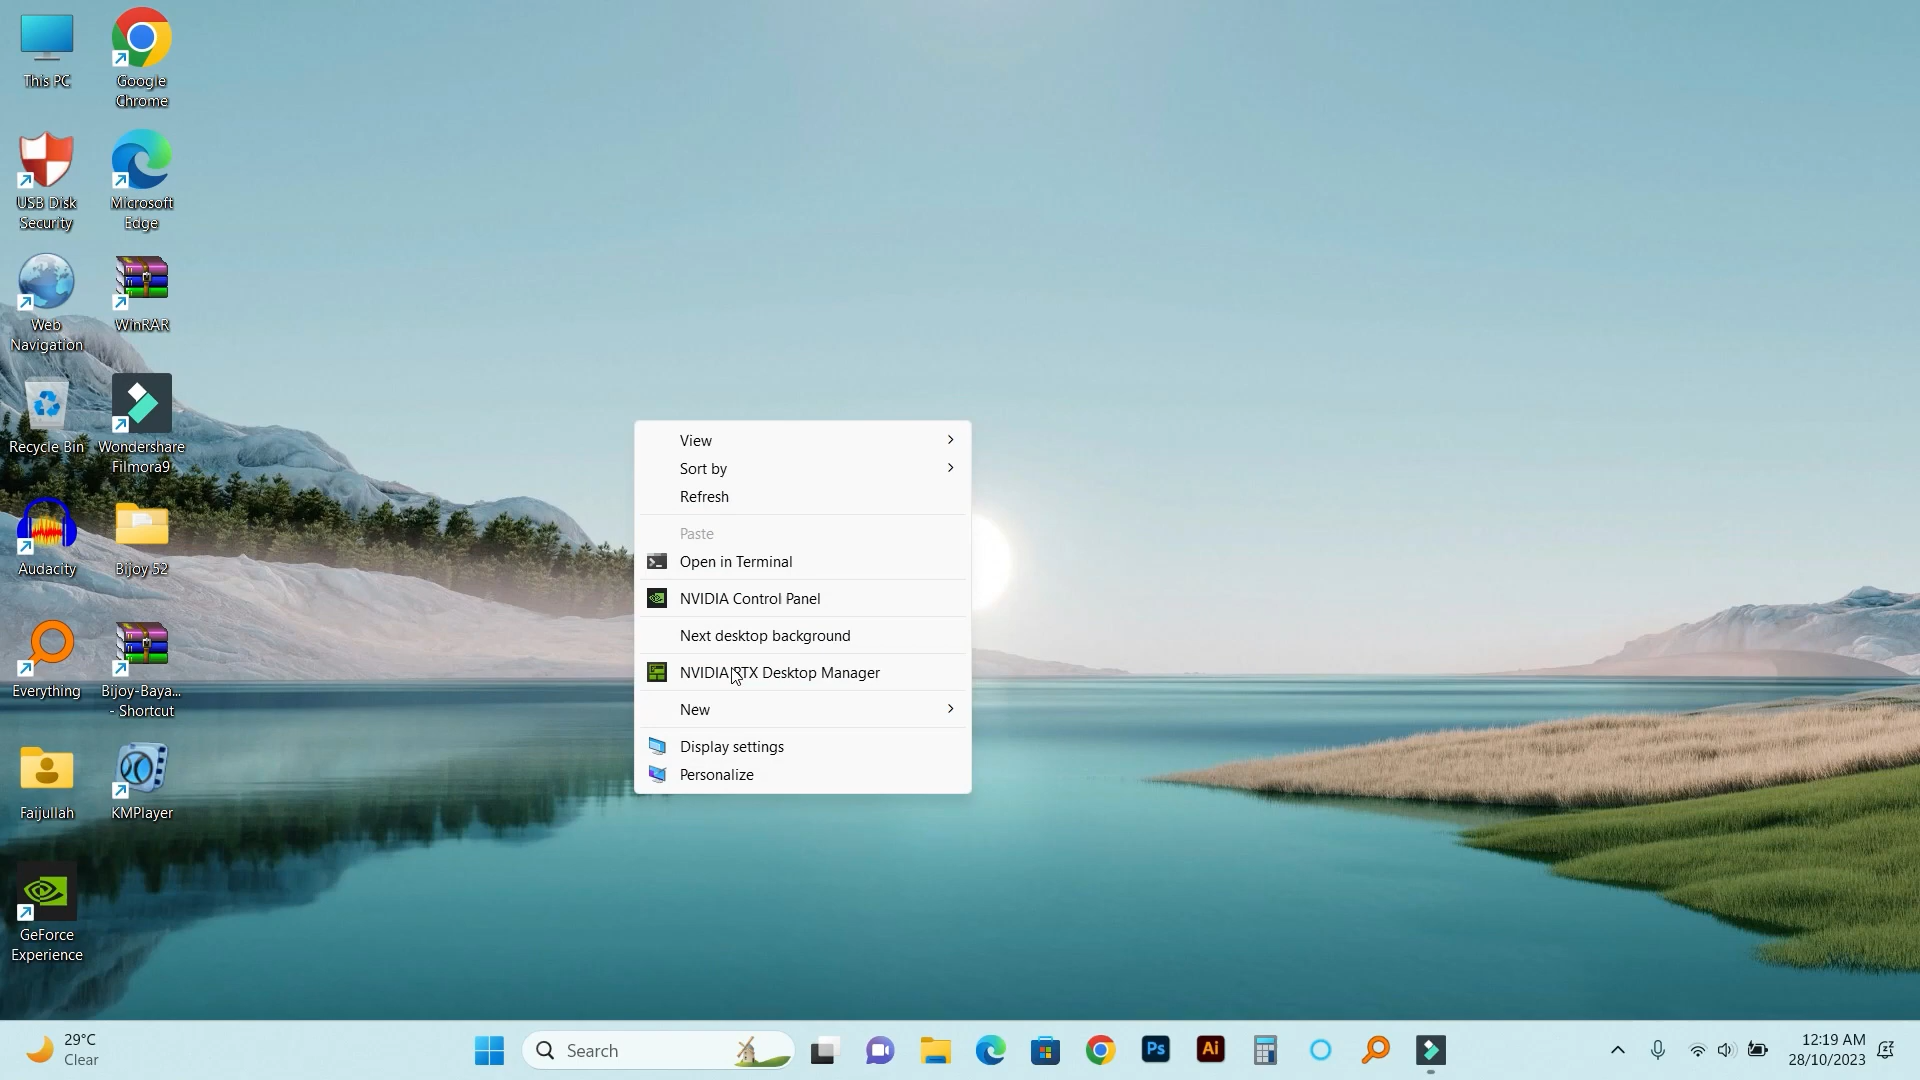 This PC
Google
Chrome
USB Disk
Security
Microsoft
Edge
Web
Navigation
WinRAR
Recycle Bin
Wondershare
Filmora9
Audacity
Bijoy 52
Everything
Bijoy-Baya...
- Shortcut
Faijullah
KMPlayer
GeForce
Experience
View
Sort by
Refresh
Paste
Open in Terminal
NVIDIA Control Panel
Next desktop background
NVIDIA RTX Desktop Manager
New
Display settings
Personalize
29°C
Clear
Search
Ps
Ai
12:19 AM
28/10/2023